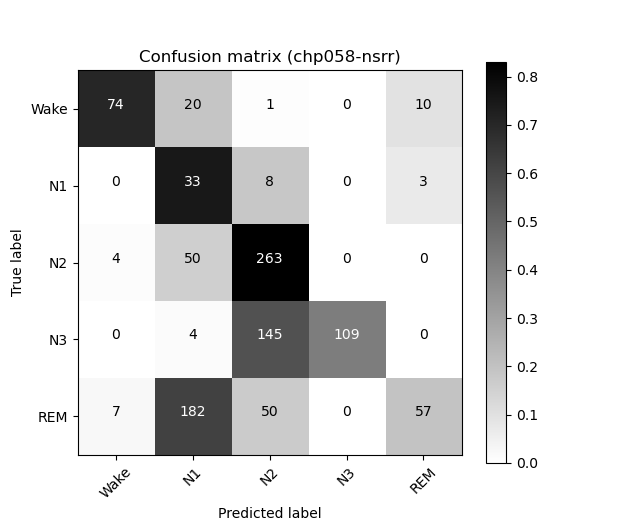 Confusion matrix (chp058-nsrr)
Wake 74 20 1 0 10
N1 0 33 8 0 3
N2 4 50 263 0 0
N3 0 4 145 109 0
REM 7 182 50 0 57
Wake N1 N2 N3 REM
Predicted label
True label
0.8
0.7
0.6
0.5
0.4
0.3
0.2
0.1
0.0